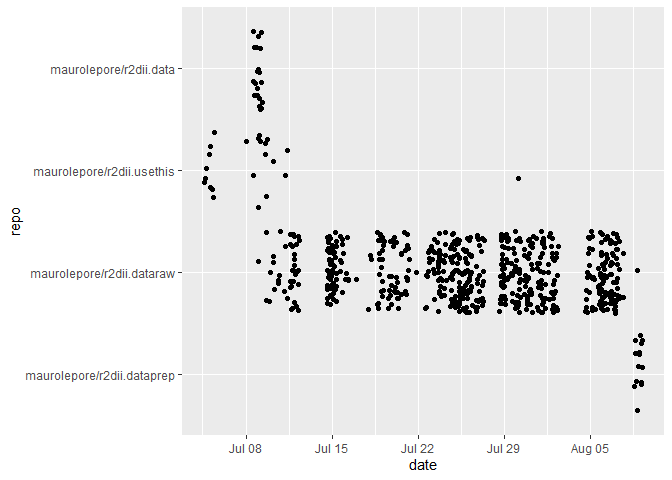 maurolepore/r2dii.data
maurolepore/r2dii.usethis
repo
maurolepore/r2dii.dataraw
maurolepore/r2dii.dataprep
Jul 08 Jul 15 Jul 22 Jul 29 Aug 05
date